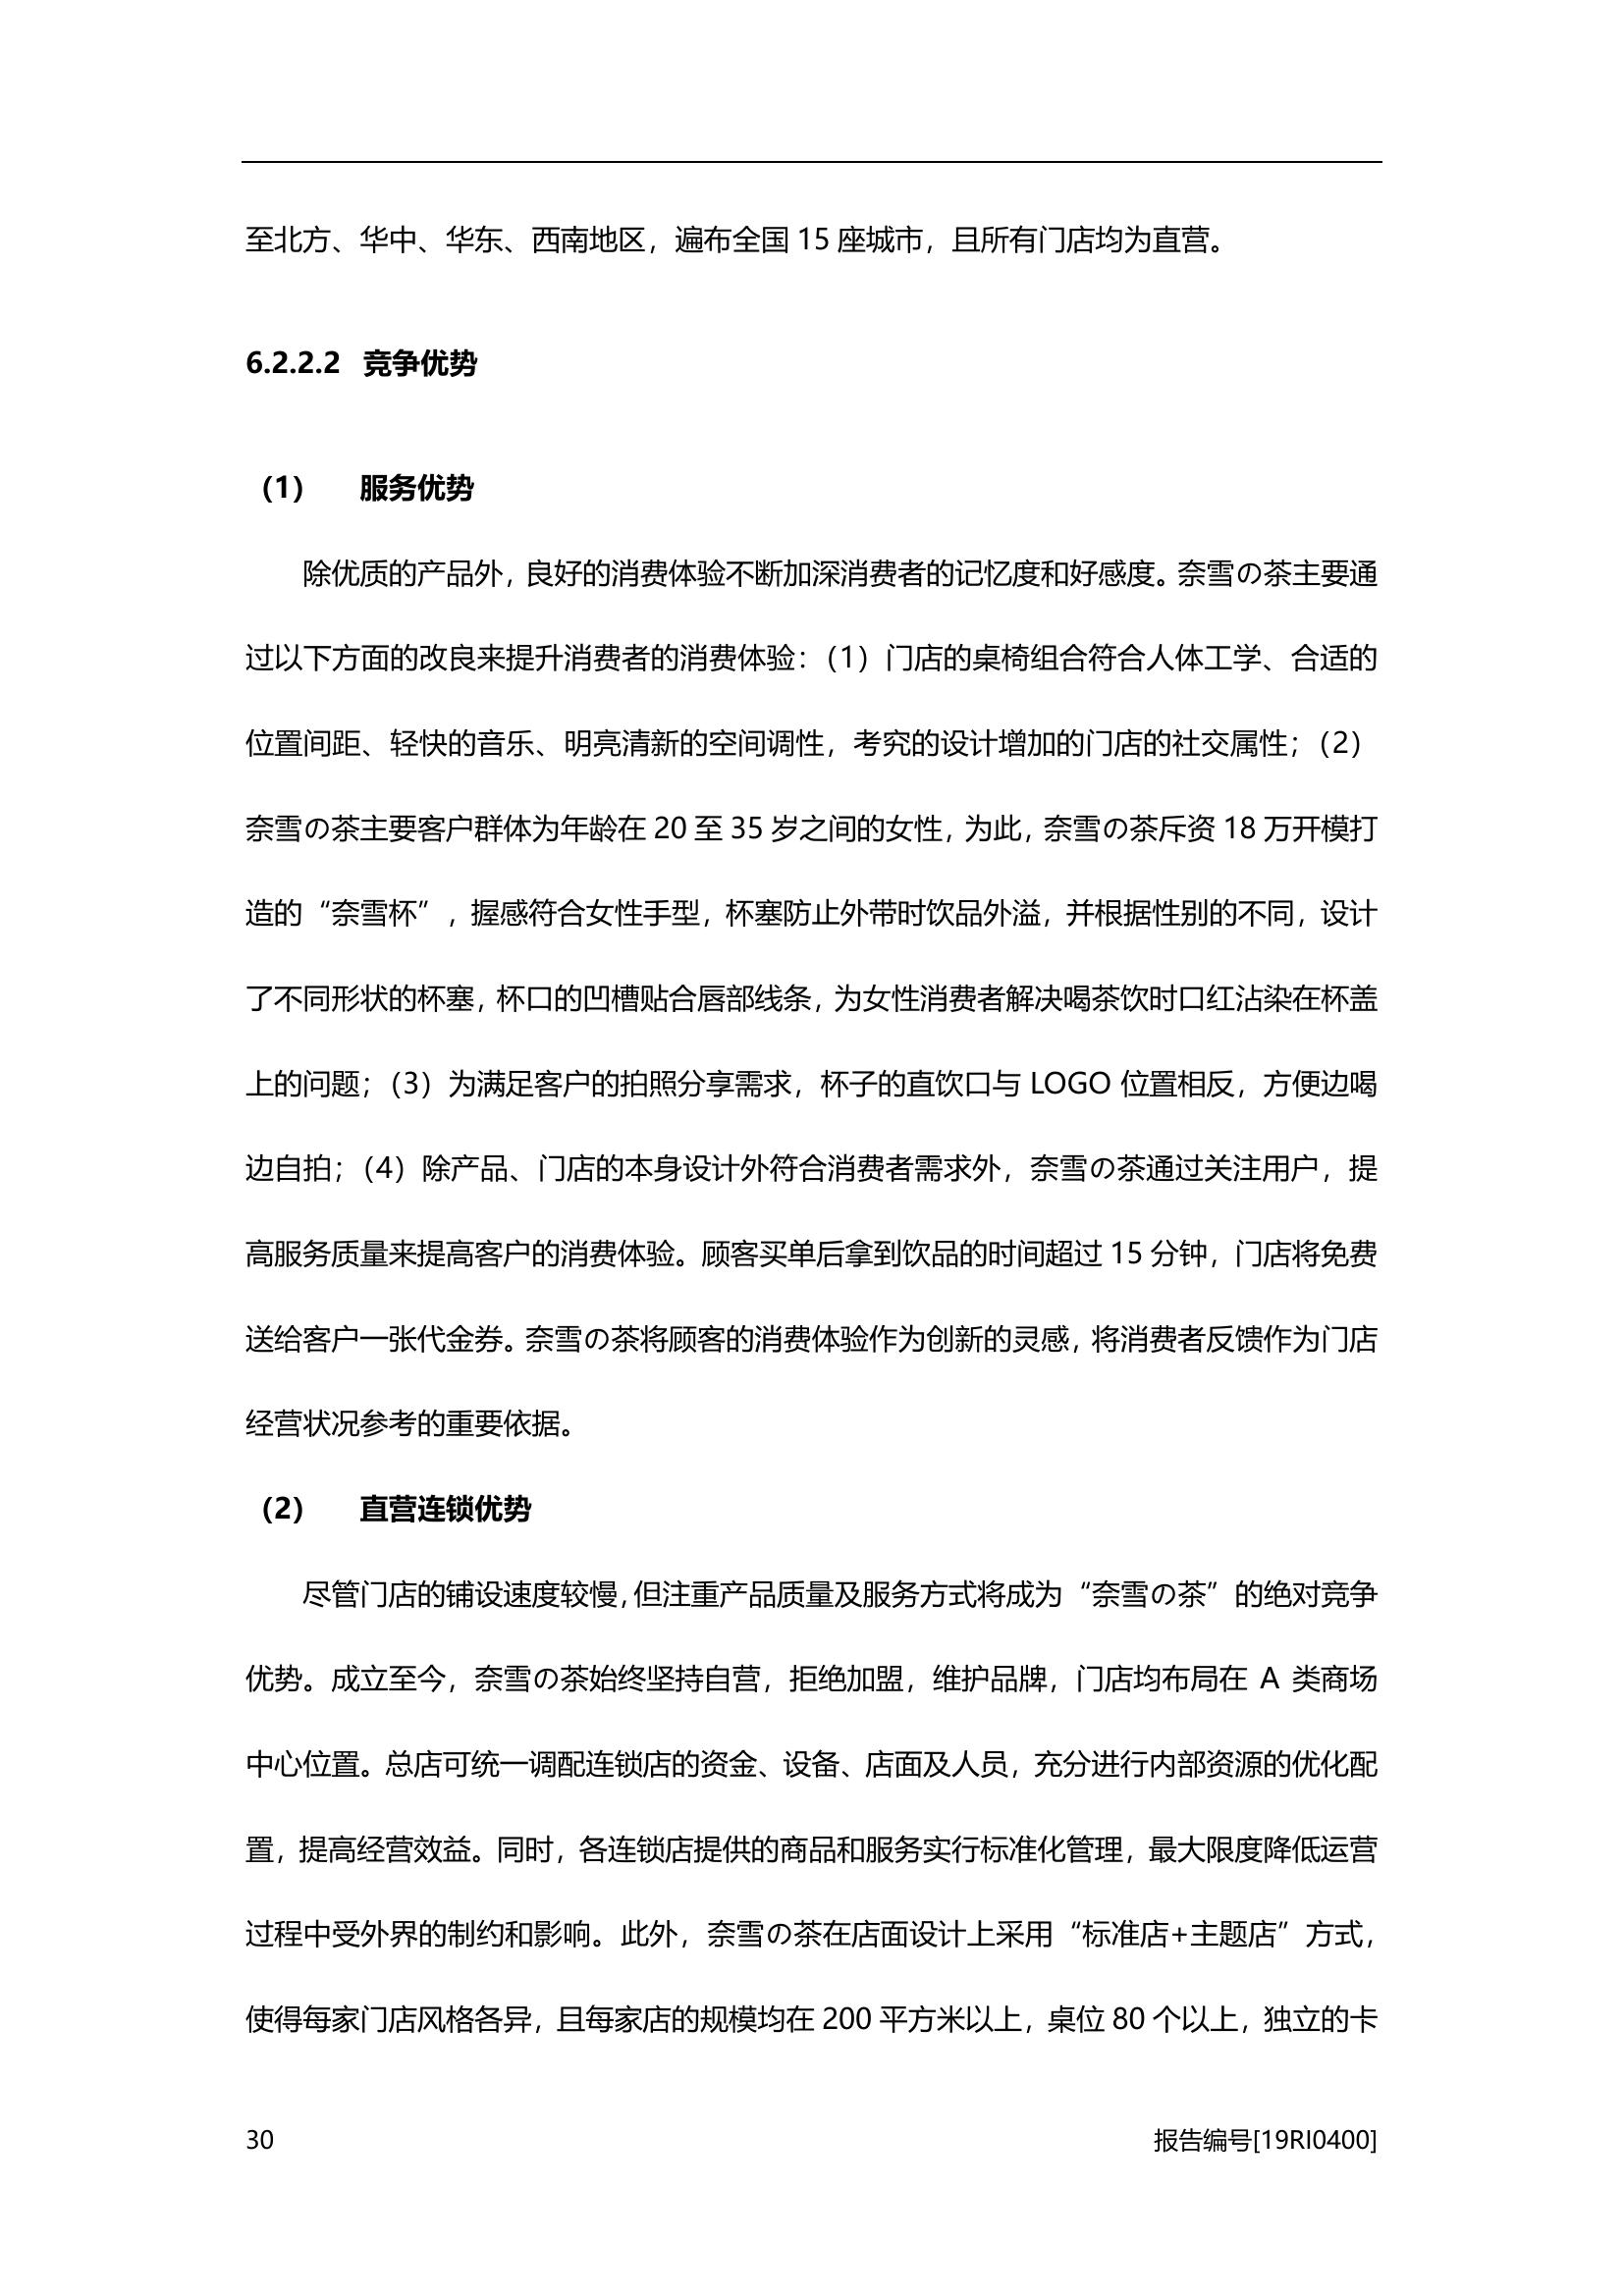 至北方、华中、华东、西南地区，遍布全国 15 座城市，且所有门店均为直营。
6.2.2.2 竞争优势
（1） 服务优势
除优质的产品外，良好的消费体验不断加深消费者的记忆度和好感度。奈雪の茶主要通
过以下方面的改良来提升消费者的消费体验：（1）门店的桌椅组合符合人体工学、合适的
位置间距、轻快的音乐、明亮清新的空间调性，考究的设计增加的门店的社交属性；（2）
奈雪の茶主要客户群体为年龄在 20 至 35 岁之间的女性，为此，奈雪の茶斥资 18 万开模打
造的“奈雪杯”，握感符合女性手型，杯塞防止外带时饮品外溢，并根据性别的不同，设计
了不同形状的杯塞，杯口的凹槽贴合唇部线条，为女性消费者解决喝茶饮时口红沾染在杯盖
上的问题；（3）为满足客户的拍照分享需求，杯子的直饮口与 LOGO 位置相反，方便边喝
边自拍；（4）除产品、门店的本身设计外符合消费者需求外，奈雪の茶通过关注用户，提
高服务质量来提高客户的消费体验。顾客买单后拿到饮品的时间超过 15 分钟，门店将免费
送给客户一张代金券。奈雪の茶将顾客的消费体验作为创新的灵感，将消费者反馈作为门店
经营状况参考的重要依据。
（2） 直营连锁优势
尽管门店的铺设速度较慢，但注重产品质量及服务方式将成为“奈雪の茶”的绝对竞争
优势。成立至今，奈雪の茶始终坚持自营，拒绝加盟，维护品牌，门店均布局在 A 类商场
中心位置。总店可统一调配连锁店的资金、设备、店面及人员，充分进行内部资源的优化配
置，提高经营效益。同时，各连锁店提供的商品和服务实行标准化管理，最大限度降低运营
过程中受外界的制约和影响。此外，奈雪の茶在店面设计上采用“标准店+主题店”方式，
使得每家门店风格各异，且每家店的规模均在 200 平方米以上，桌位 80 个以上，独立的卡
30 报告编号[19RI0400]